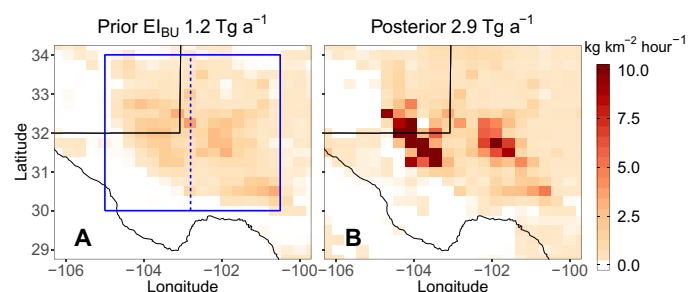 Prior EI_BU 1.2 Tg a⁻¹
Posterior 2.9 Tg a⁻¹
kg km⁻² hour⁻¹
34
33
32
31
30
29
Latitude
A
B
10.0
7.5
5.0
2.5
0.0
−106
−104
−102
−100
−106
−104
−102
−100
Longitude
Longitude